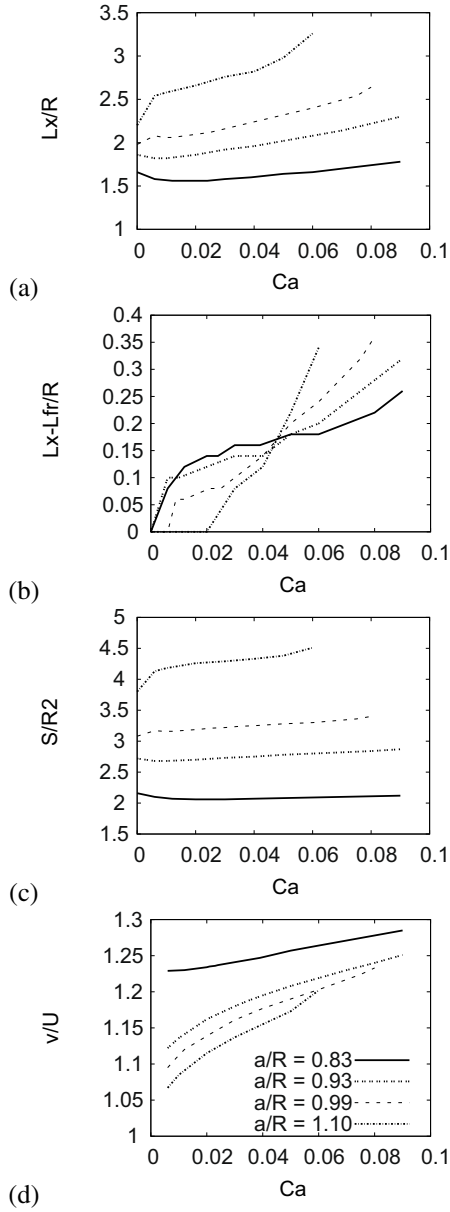 3.5
3
2.5
2
1.5
1
Lx/R
0 0.02 0.04 0.06 0.08 0.1
Ca
(a)
0.4
0.35
0.3
0.25
0.2
0.15
0.1
0.05
0
Lx-Lfr/R
0 0.02 0.04 0.06 0.08 0.1
Ca
(b)
5
4.5
4
3.5
3
2.5
2
1.5
S/R2
0 0.02 0.04 0.06 0.08 0.1
Ca
(c)
1.3
1.25
1.2
1.15
1.1
1.05
1
v/U
a/R = 0.83
a/R = 0.93
a/R = 0.99
a/R = 1.10
0 0.02 0.04 0.06 0.08 0.1
Ca
(d)